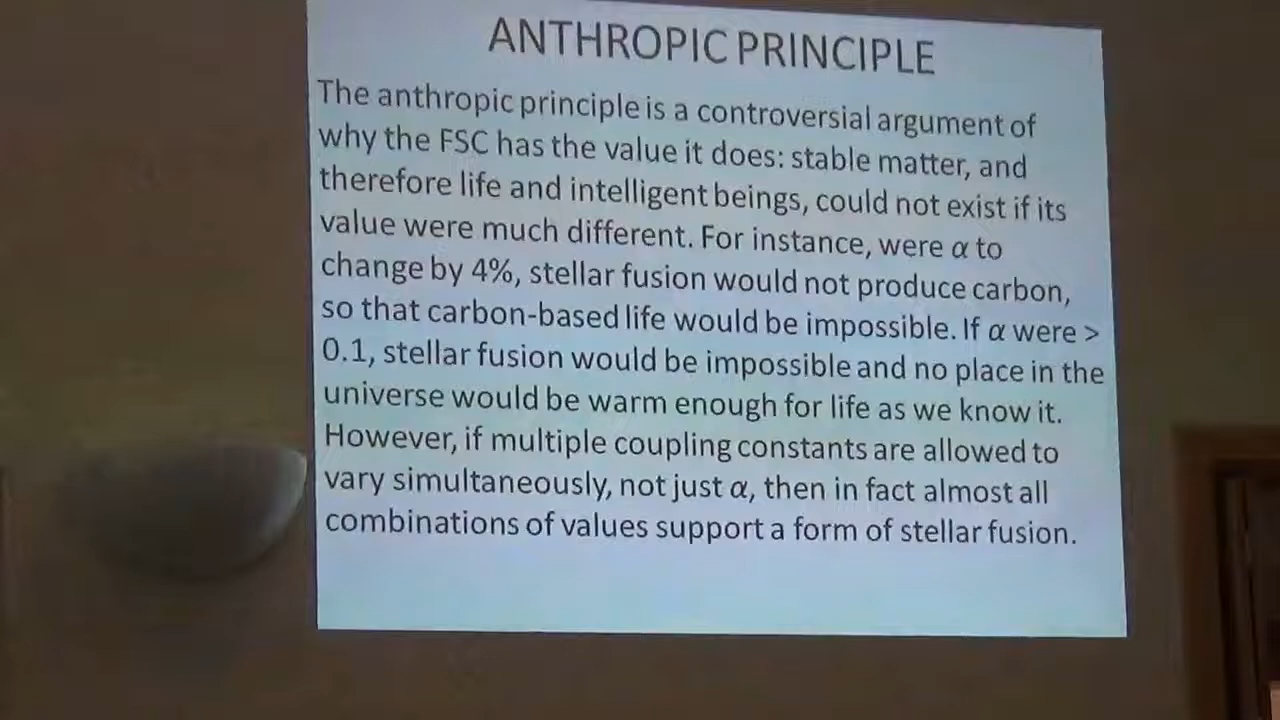 ANTHROPIC PRINCIPLE
The anthropic principle is a controversial argument of
why the FSC has the value it does: stable matter, and
therefore life and intelligent beings, could not exist if its
value were much different. For instance, were α to
change by 4%, stellar fusion would not produce carbon,
so that carbon-based life would be impossible. If α were >
0.1, stellar fusion would be impossible and no place in the
universe would be warm enough for life as we know it.
However, if multiple coupling constants are allowed to
vary simultaneously, not just α, then in fact almost all
combinations of values support a form of stellar fusion.